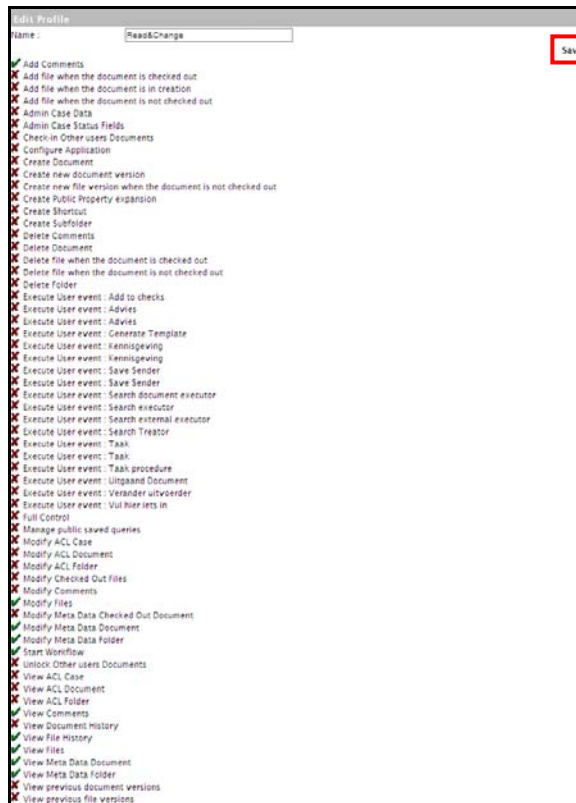 Edit Profile
Name :
Read&Change
Sav
Add Comments
Add file when the document is checked out
Add file when the document is in creation
Add file when the document is not checked out
Admin Case Data
Admin Case Status Fields
Check-in Other users Documents
Configure Application
Create Document
Create new document version
Create new file version when the document is not checked out
Create Public Property expansion
Create Shortcut
Create Subfolder
Delete Comments
Delete Document
Delete file when the document is checked out
Delete file when the document is not checked out
Delete Folder
Execute User event : Add to checks
Execute User event : Advies
Execute User event : Advies
Execute User event : Generate Template
Execute User event : Kennisgeving
Execute User event : Kennisgeving
Execute User event : Save Sender
Execute User event : Save Sender
Execute User event : Search document executor
Execute User event : Search executor
Execute User event : Search external executor
Execute User event : Search Treator
Execute User event : Taak
Execute User event : Taak
Execute User event : Taak procedure
Execute User event : Uitgaand Document
Execute User event : Verander uitvoerder
Execute User event : Vul hier iets in
Full Control
Manage public saved queries
Modify ACL Case
Modify ACL Document
Modify ACL Folder
Modify Checked Out Files
Modify Comments
Modify Files
Modify Meta Data Checked Out Document
Modify Meta Data Document
Modify Meta Data Folder
Start Workflow
Unlock Other users Documents
View ACL Case
View ACL Document
View ACL Folder
View Comments
View Document History
View File History
View Files
View Meta Data Document
View Meta Data Folder
View previous document versions
View previous file versions